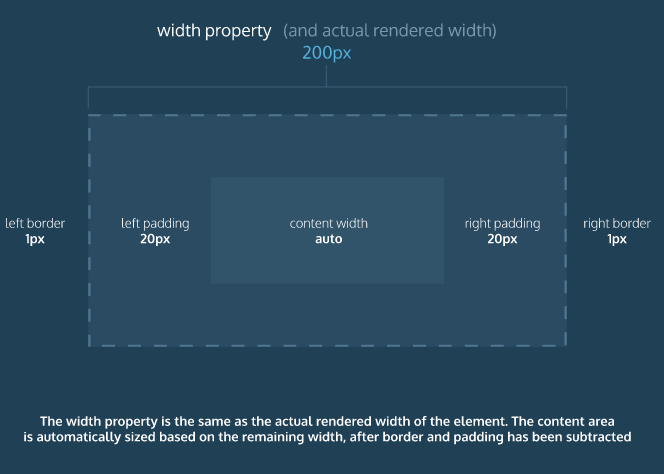 width property (and actual rendered width)
200px
left border
1px
left padding
20px
content width
auto
right padding
20px
right border
1px
The width property is the same as the actual rendered width of the element. The content area
is automatically sized based on the remaining width, after border and padding has been subtracted